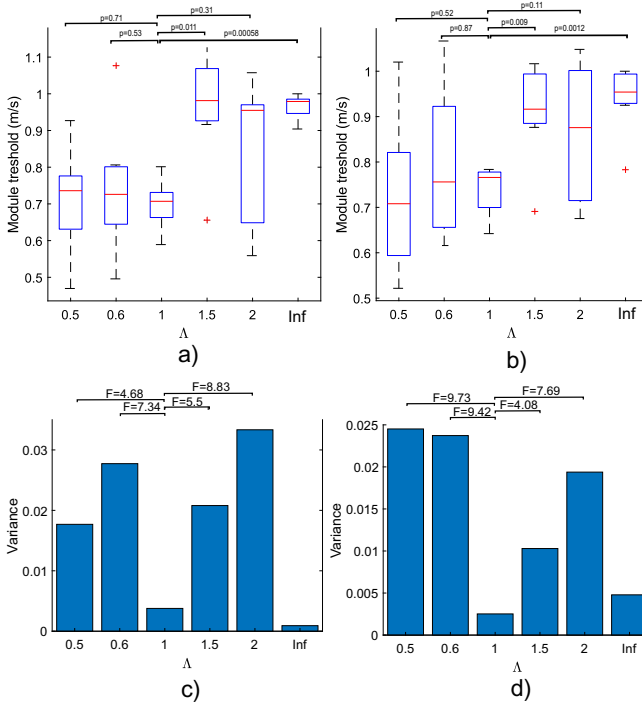 p=0.31
p=0.71
p=0.53
p=0.011
p=0.00058
1.1
1
0.9
0.8
0.7
0.6
0.5
Module treshold (m/s)
0.5 0.6 1 1.5 2 Inf
Λ
a)
p=0.11
p=0.52
p=0.87
p=0.009
p=0.0012
1
0.9
0.8
0.7
0.6
0.5
Module treshold (m/s)
0.5 0.6 1 1.5 2 Inf
Λ
b)
F=4.68
F=8.83
F=7.34
F=5.5
0.03
0.02
0.01
0
Variance
0.5 0.6 1 1.5 2 Inf
Λ
c)
F=9.73
F=7.69
F=9.42
F=4.08
0.025
0.02
0.015
0.01
0.005
0
Variance
0.5 0.6 1 1.5 2 Inf
Λ
d)